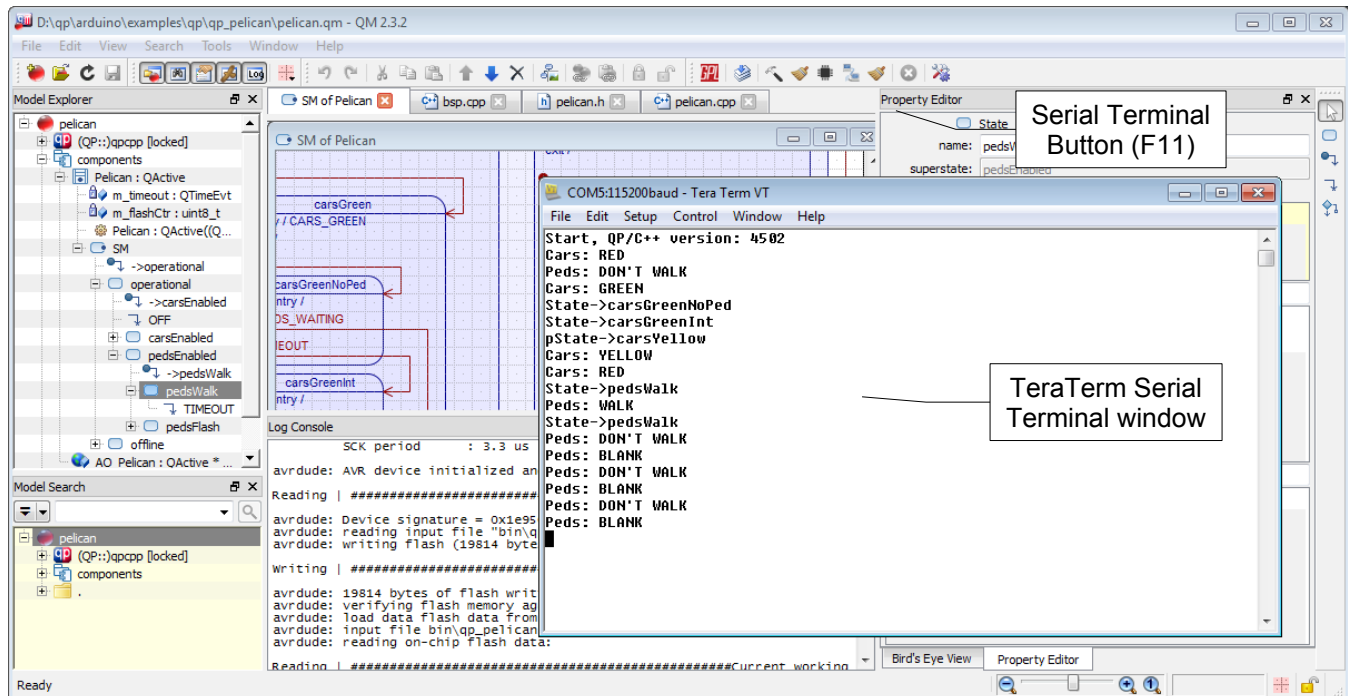 D:\qp\arduino\examples\qp\qp_pelican\pelican.qm - QM 2.3.2
File Edit View Search Tools Window Help
LOG
GPL
Model Explorer
pelican
(QP::)qpcpp [locked]
components
Pelican : QActive
m_timeout : QTimeEvt
m_flashCtr : uint8_t
Pelican : QActive((Q...
SM
->operational
operational
->carsEnabled
OFF
carsEnabled
pedsEnabled
->pedsWalk
pedsWalk
TIMEOUT
pedsFlash
offline
AO_Pelican : QActive * ...
Model Search
pelican
(QP::)qpcpp [locked]
components
.
SM of Pelican
bsp.cpp
pelican.h
pelican.cpp
SM of Pelican
carsGreen
/ / CARS_GREEN
carsGreenNoPed
ntry /
DS_WAITING
IEOUT
carsGreenInt
ntry /
Log Console
SCK period : 3.3 us
avrdude: AVR device initialized an
Reading | ########################
avrdude: Device signature = 0x1e95
avrdude: reading input file "bin\q
avrdude: writing flash (19814 byte
Writing | ########################
avrdude: 19814 bytes of flash writ
avrdude: verifying flash memory ag
avrdude: load data flash data from
avrdude: input file bin\qp_pelican
avrdude: reading on-chip flash data:
Reading | ################################################Current working
Property Editor
State
name: pedsW
superstate: pedsEnabled
Serial Terminal
Button (F11)
COM5:115200baud - Tera Term VT
File Edit Setup Control Window Help
Start, QP/C++ version: 4502
Cars: RED
Peds: DON'T WALK
Cars: GREEN
State->carsGreenNoPed
State->carsGreenInt
pState->carsYellow
Cars: YELLOW
Cars: RED
State->pedsWalk
Peds: WALK
State->pedsWalk
Peds: DON'T WALK
Peds: BLANK
Peds: DON'T WALK
Peds: BLANK
Peds: DON'T WALK
Peds: BLANK
TeraTerm Serial
Terminal window
Bird's Eye View
Property Editor
Ready